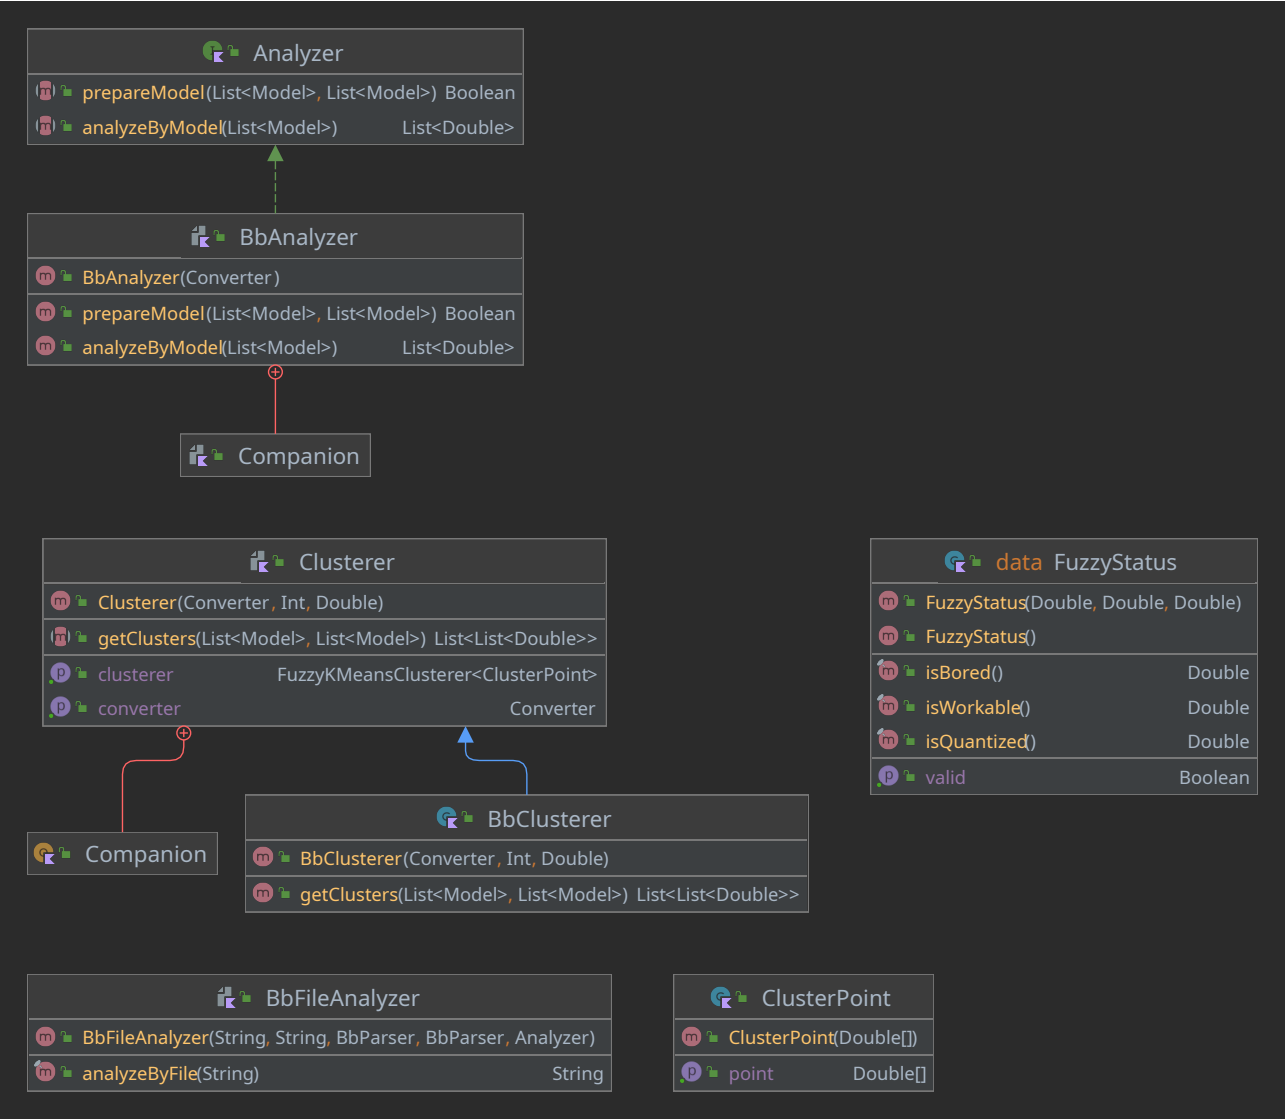 Analyzer
prepareModel(List<Model>, List<Model>) Boolean
analyzeByModel(List<Model>) List<Double>
BbAnalyzer
BbAnalyzer(Converter)
prepareModel(List<Model>, List<Model>) Boolean
analyzeByModel(List<Model>) List<Double>
Companion
Clusterer
Clusterer(Converter, Int, Double)
getClusters(List<Model>, List<Model>) List<List<Double>>
clusterer FuzzyKMeansClusterer<ClusterPoint>
converter Converter
data FuzzyStatus
FuzzyStatus(Double, Double, Double)
FuzzyStatus()
isBored() Double
isWorkable() Double
isQuantized() Double
valid Boolean
Companion
BbClusterer
BbClusterer(Converter, Int, Double)
getClusters(List<Model>, List<Model>) List<List<Double>>
BbFileAnalyzer
BbFileAnalyzer(String, String, BbParser, BbParser, Analyzer)
analyzeByFile(String) String
ClusterPoint
ClusterPoint(Double[])
point Double[]